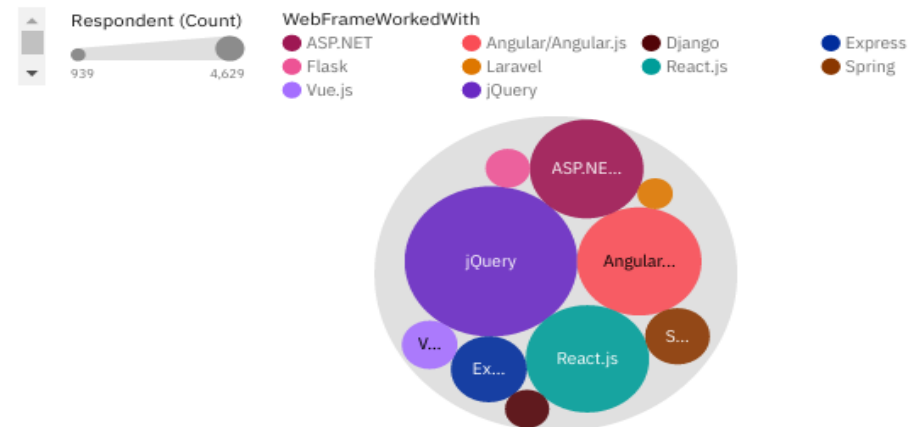 Respondent (Count)
939
4,629
WebFrameWorkedWith
ASP.NET
Angular/Angular.js
Django
Express
Flask
Laravel
React.js
Spring
Vue.js
jQuery
ASP.NE...
jQuery
Angular...
S...
V...
React.js
Ex...